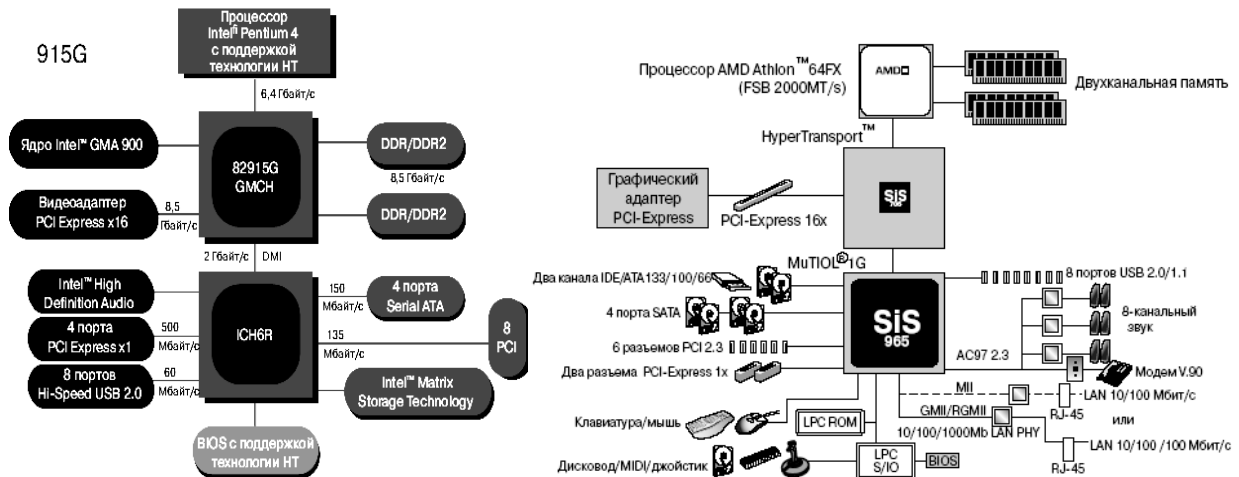 915G
Процессор
Intel® Pentium 4
с поддержкой
технологии HT
6,4 Гбайт/с
Ядро Intel™ GMA 900
82915G
GMCH
DDR/DDR2
8,5 Гбайт/с
Видеоадаптер
PCI Express x16
8,5
Гбайт/с
DDR/DDR2
2 Гбайт/с
DMI
Intel™ High
Definition Audio
ICH6R
150
Мбайт/с
4 порта
Serial ATA
4 порта
PCI Express x1
500
Мбайт/с
135
Мбайт/с
8
PCI
8 портов
Hi-Speed USB 2.0
60
Мбайт/с
Intel™ Matrix
Storage Technology
BIOS с поддержкой
технологии HT
Процессор AMD Athlon™ 64FX
(FSB 2000MT/s)
AMD
Двухканальная память
HyperTransport™
Графический
адаптер
PCI-Express
PCI-Express 16x
SiS
MuTIOL® 1G
Два канала IDE/ATA133/100/66
4 порта SATA
6 разъемов PCI 2.3
Два разъема PCI-Express 1x
SiS
965
8 портов USB 2.0/1.1
8-канальный
звук
AC97 2.3
Модем V.90
MII
LAN 10/100 Мбит/с
RJ-45
или
GMII/RGMII
10/100/1000Mb LAN PHY
LAN 10/100 /100 Мбит/с
RJ-45
Клавиатура/мышь
LPC ROM
Дисковод/MIDI/джойстик
LPC
S/IO
BIOS